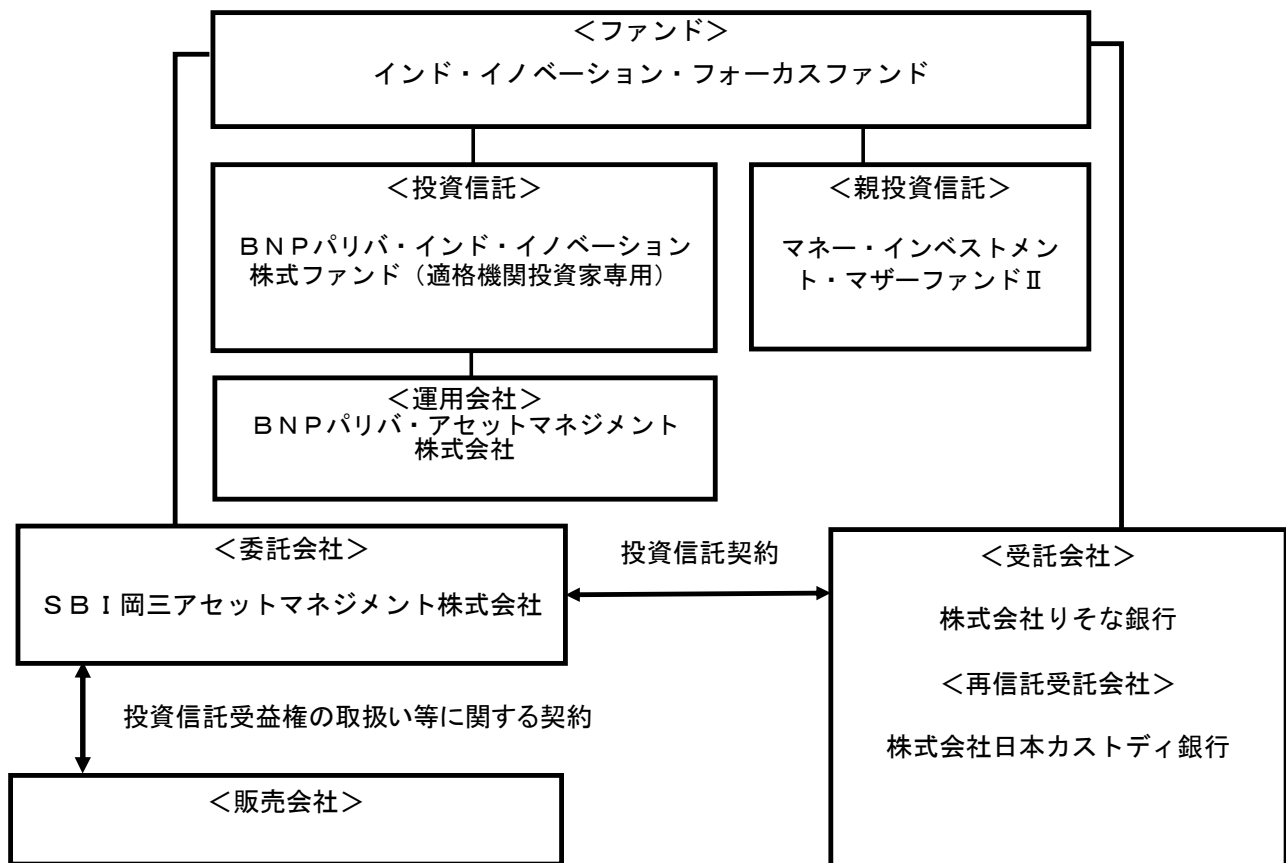 ＜ファンド＞
インド・イノベーション・フォーカスファンド
＜投資信託＞
ＢＮＰパリバ・インド・イノベーション
株式ファンド（適格機関投資家専用）
＜親投資信託＞
マネー・インベストメン
ト・マザーファンドⅡ
＜運用会社＞
ＢＮＰパリバ・アセットマネジメント
株式会社
＜委託会社＞
ＳＢＩ岡三アセットマネジメント株式会社
投資信託契約
＜受託会社＞
株式会社りそな銀行
＜再信託受託会社＞
株式会社日本カストディ銀行
投資信託受益権の取扱い等に関する契約
＜販売会社＞